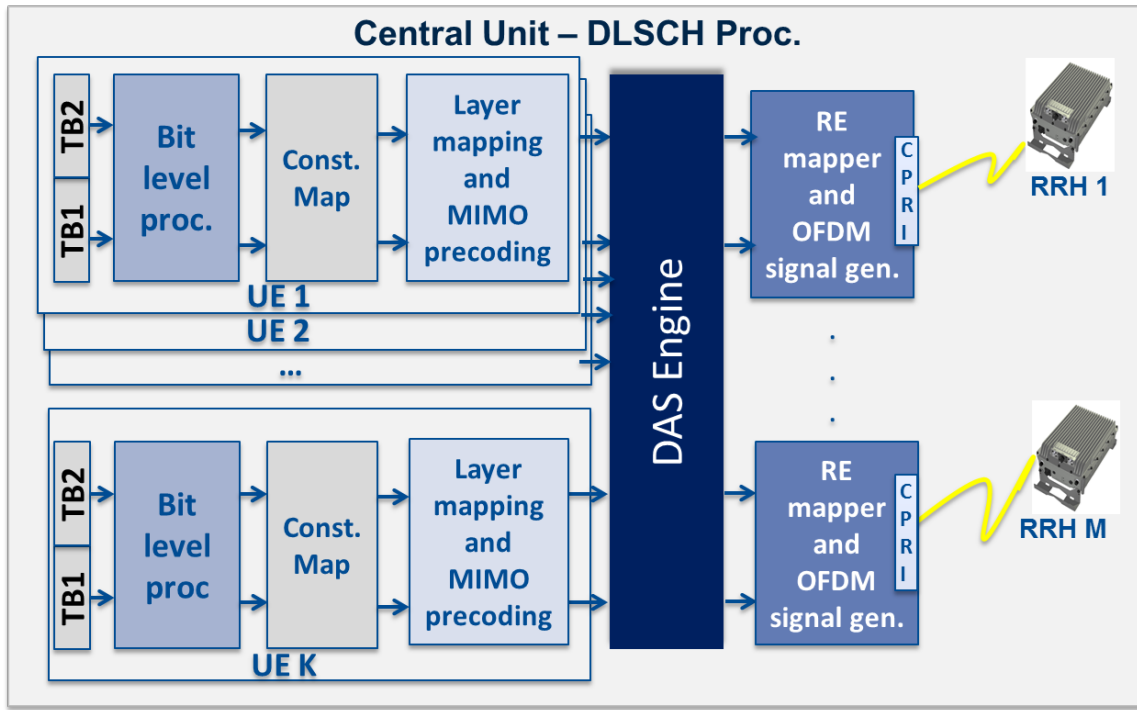 Central Unit – DLSCH Proc.
TB2
TB1
Bit
level
proc.
Const.
Map
Layer
mapping
and
MIMO
precoding
UE 1
UE 2
...
TB2
TB1
Bit
level
proc
Const.
Map
Layer
mapping
and
MIMO
precoding
UE K
DAS Engine
RE
mapper
and
OFDM
signal gen.
C
P
R
I
RRH 1
.
.
.
RE
mapper
and
OFDM
signal gen.
C
P
R
I
RRH M